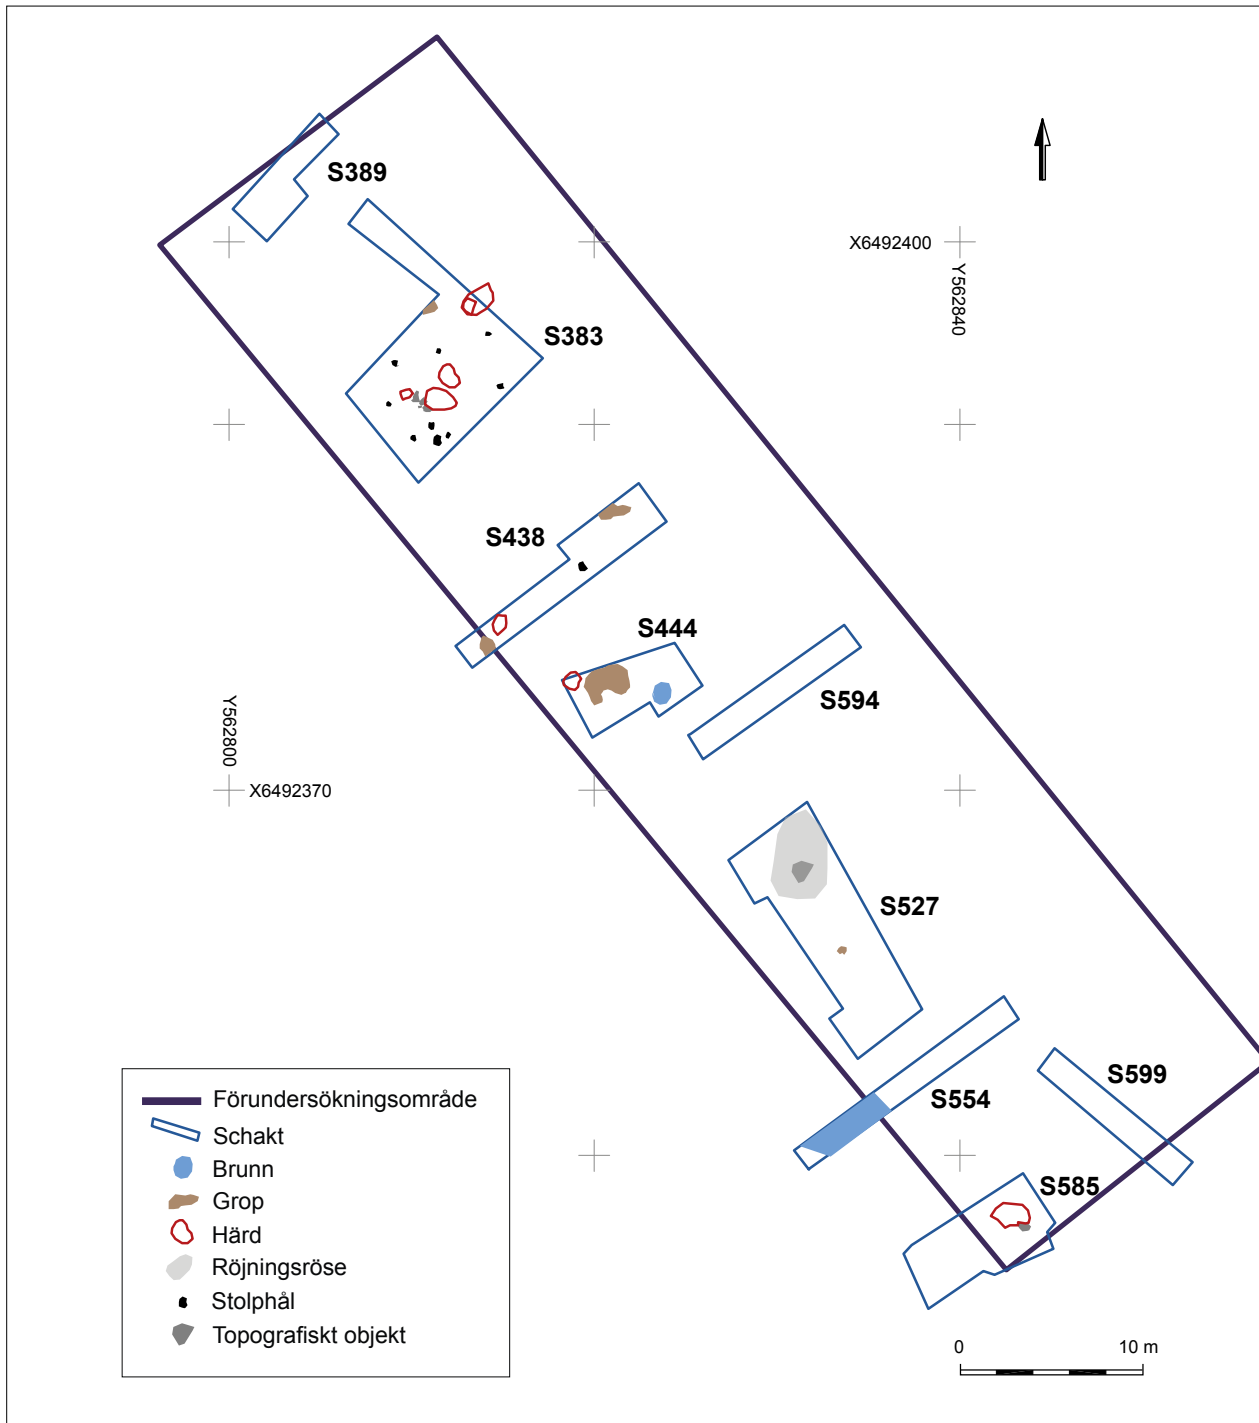 S389
X6492400
Y562840
S383
S438
S444
S594
Y562800
X6492370
S527
S599
S554
S585
Förundersökningsområde
Schakt
Brunn
Grop
Härd
Röjningsröse
Stolphål
Topografiskt objekt
0 10 m